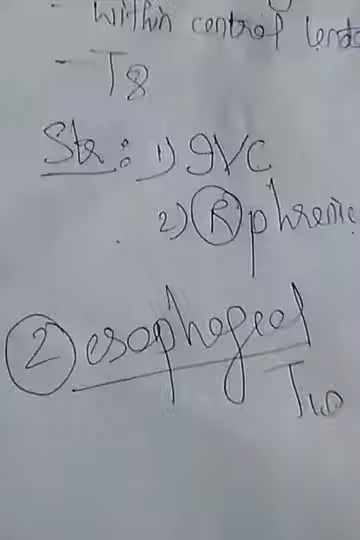 - Within central tendo
- T8
Str: 1) IVC
2) R phrenic
2 esophageal
T10